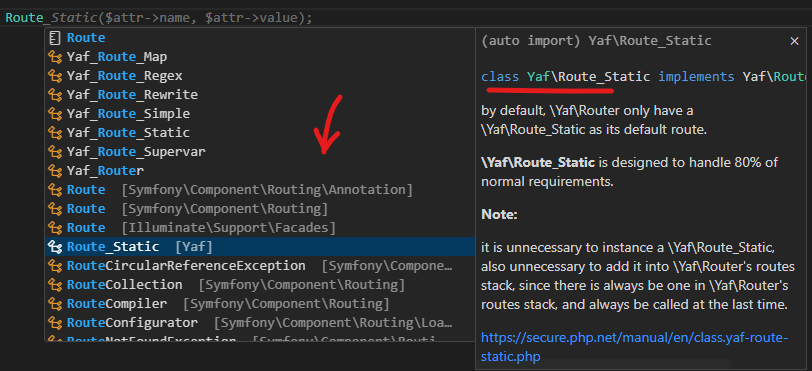 Route_Static($attr->name, $attr->value);
Route
Yaf_Route_Map
Yaf_Route_Regex
Yaf_Route_Rewrite
Yaf_Route_Simple
Yaf_Route_Static
Yaf_Route_Supervar
Yaf_Router
Route [Symfony\Component\Routing\Annotation]
Route [Symfony\Component\Routing]
Route [Illuminate\Support\Facades]
Route_Static [Yaf]
RouteCircularReferenceException [Symfony\Compone…
RouteCollection [Symfony\Component\Routing]
RouteCompiler [Symfony\Component\Routing]
RouteConfigurator [Symfony\Component\Routing\Loa…
RouteNotFoundException [Symfony\Component\Routi…
(auto import) Yaf\Route_Static
class Yaf\Route_Static implements Yaf\Route
by default, \Yaf\Router only have a
\Yaf\Route_Static as its default route.
\Yaf\Route_Static is designed to handle 80% of
normal requirements.
Note:
it is unnecessary to instance a \Yaf\Route_Static,
also unnecessary to add it into \Yaf\Router's routes
stack, since there is always be one in \Yaf\Router's
routes stack, and always be called at the last time.
https://secure.php.net/manual/en/class.yaf-route-
static.php